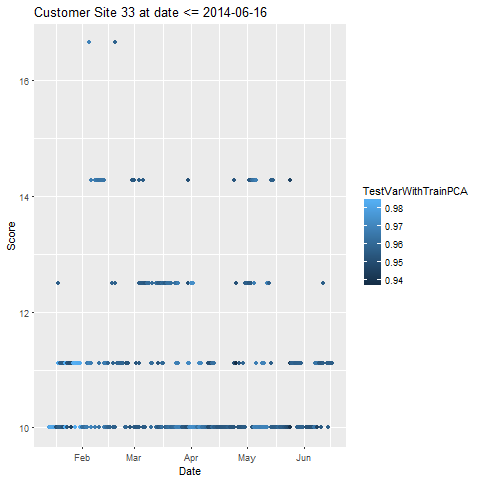 Customer Site 33 at date <= 2014-06-16
Score
16
14
12
10
Feb Mar Apr May Jun
Date
TestVarWithTrainPCA
0.98
0.97
0.96
0.95
0.94